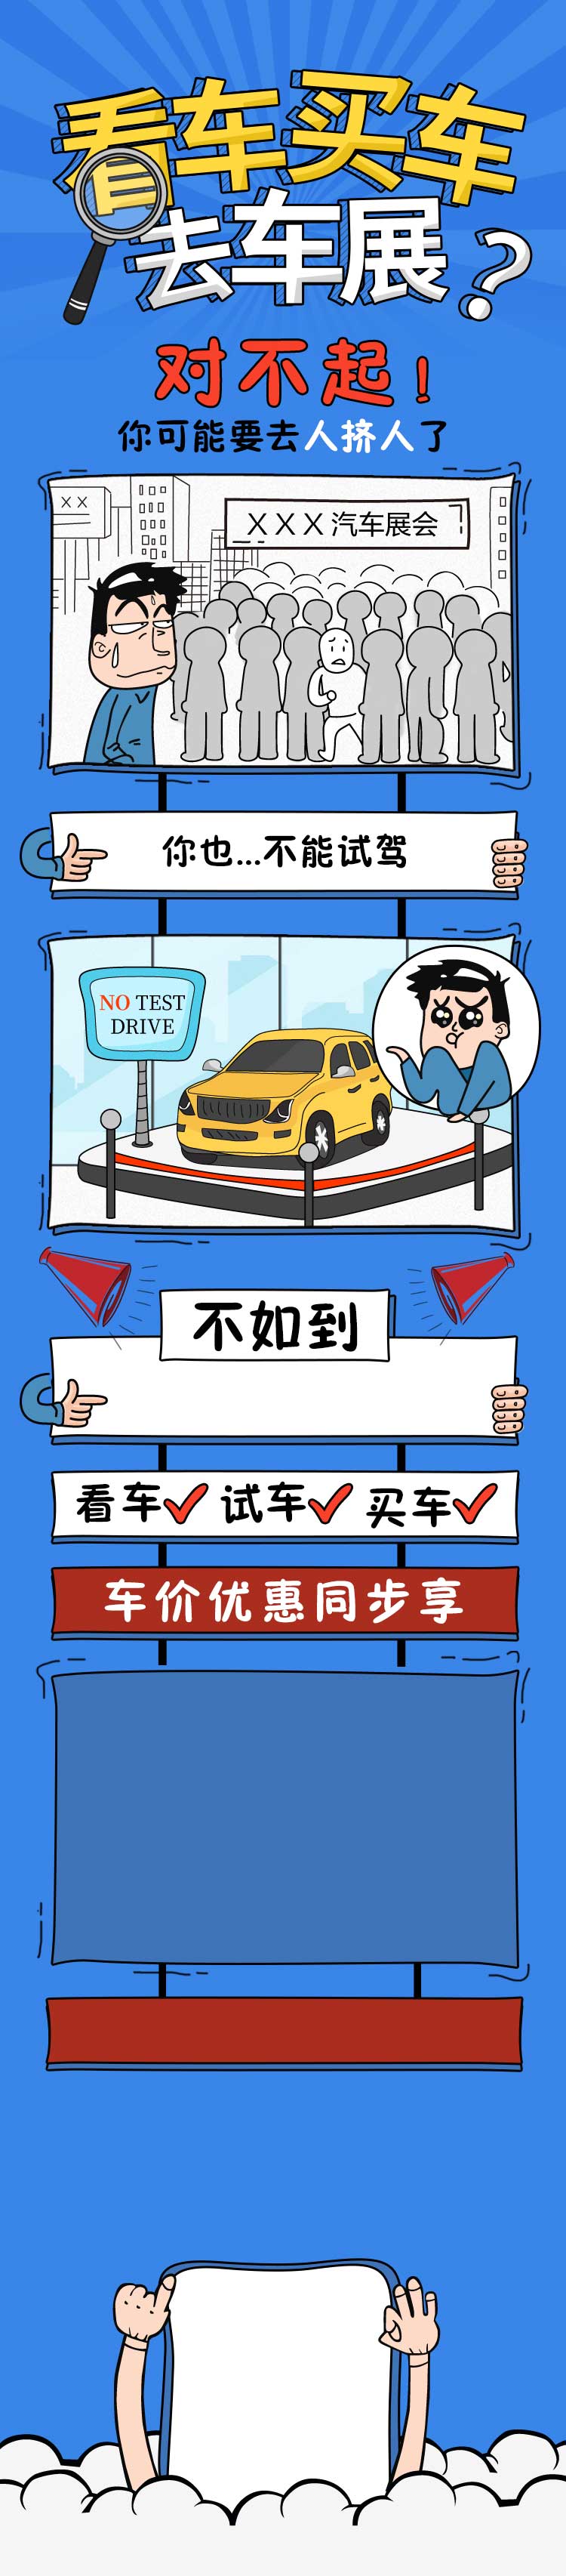 看车买车
去车展?
对不起!
你可能要去人挤人了
XX
XXX汽车展会
你也...不能试驾
NO TEST
DRIVE
不如到
看车 试车 买车
车价优惠同步享